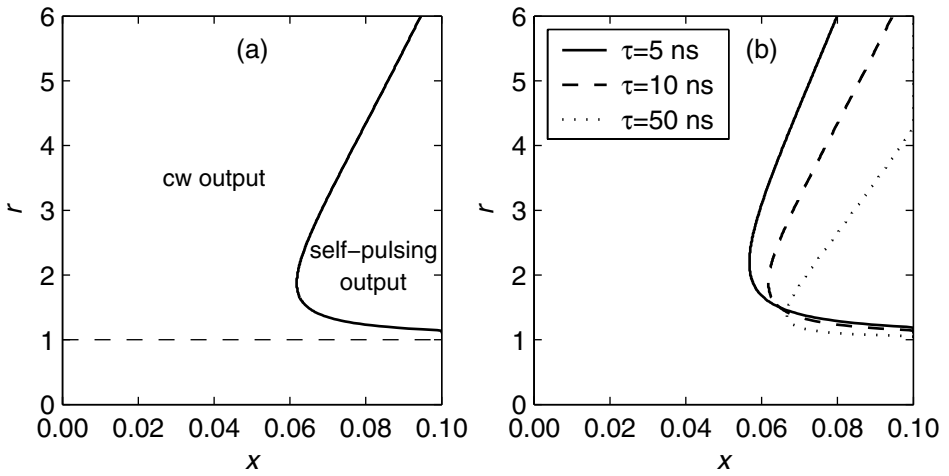 (a)
cw output
self−pulsing
output
r
6
5
4
3
2
1
0
0.00 0.02 0.04 0.06 0.08 0.10
x
(b)
τ=5 ns
τ=10 ns
τ=50 ns
r
6
5
4
3
2
1
0
0.00 0.02 0.04 0.06 0.08 0.10
x